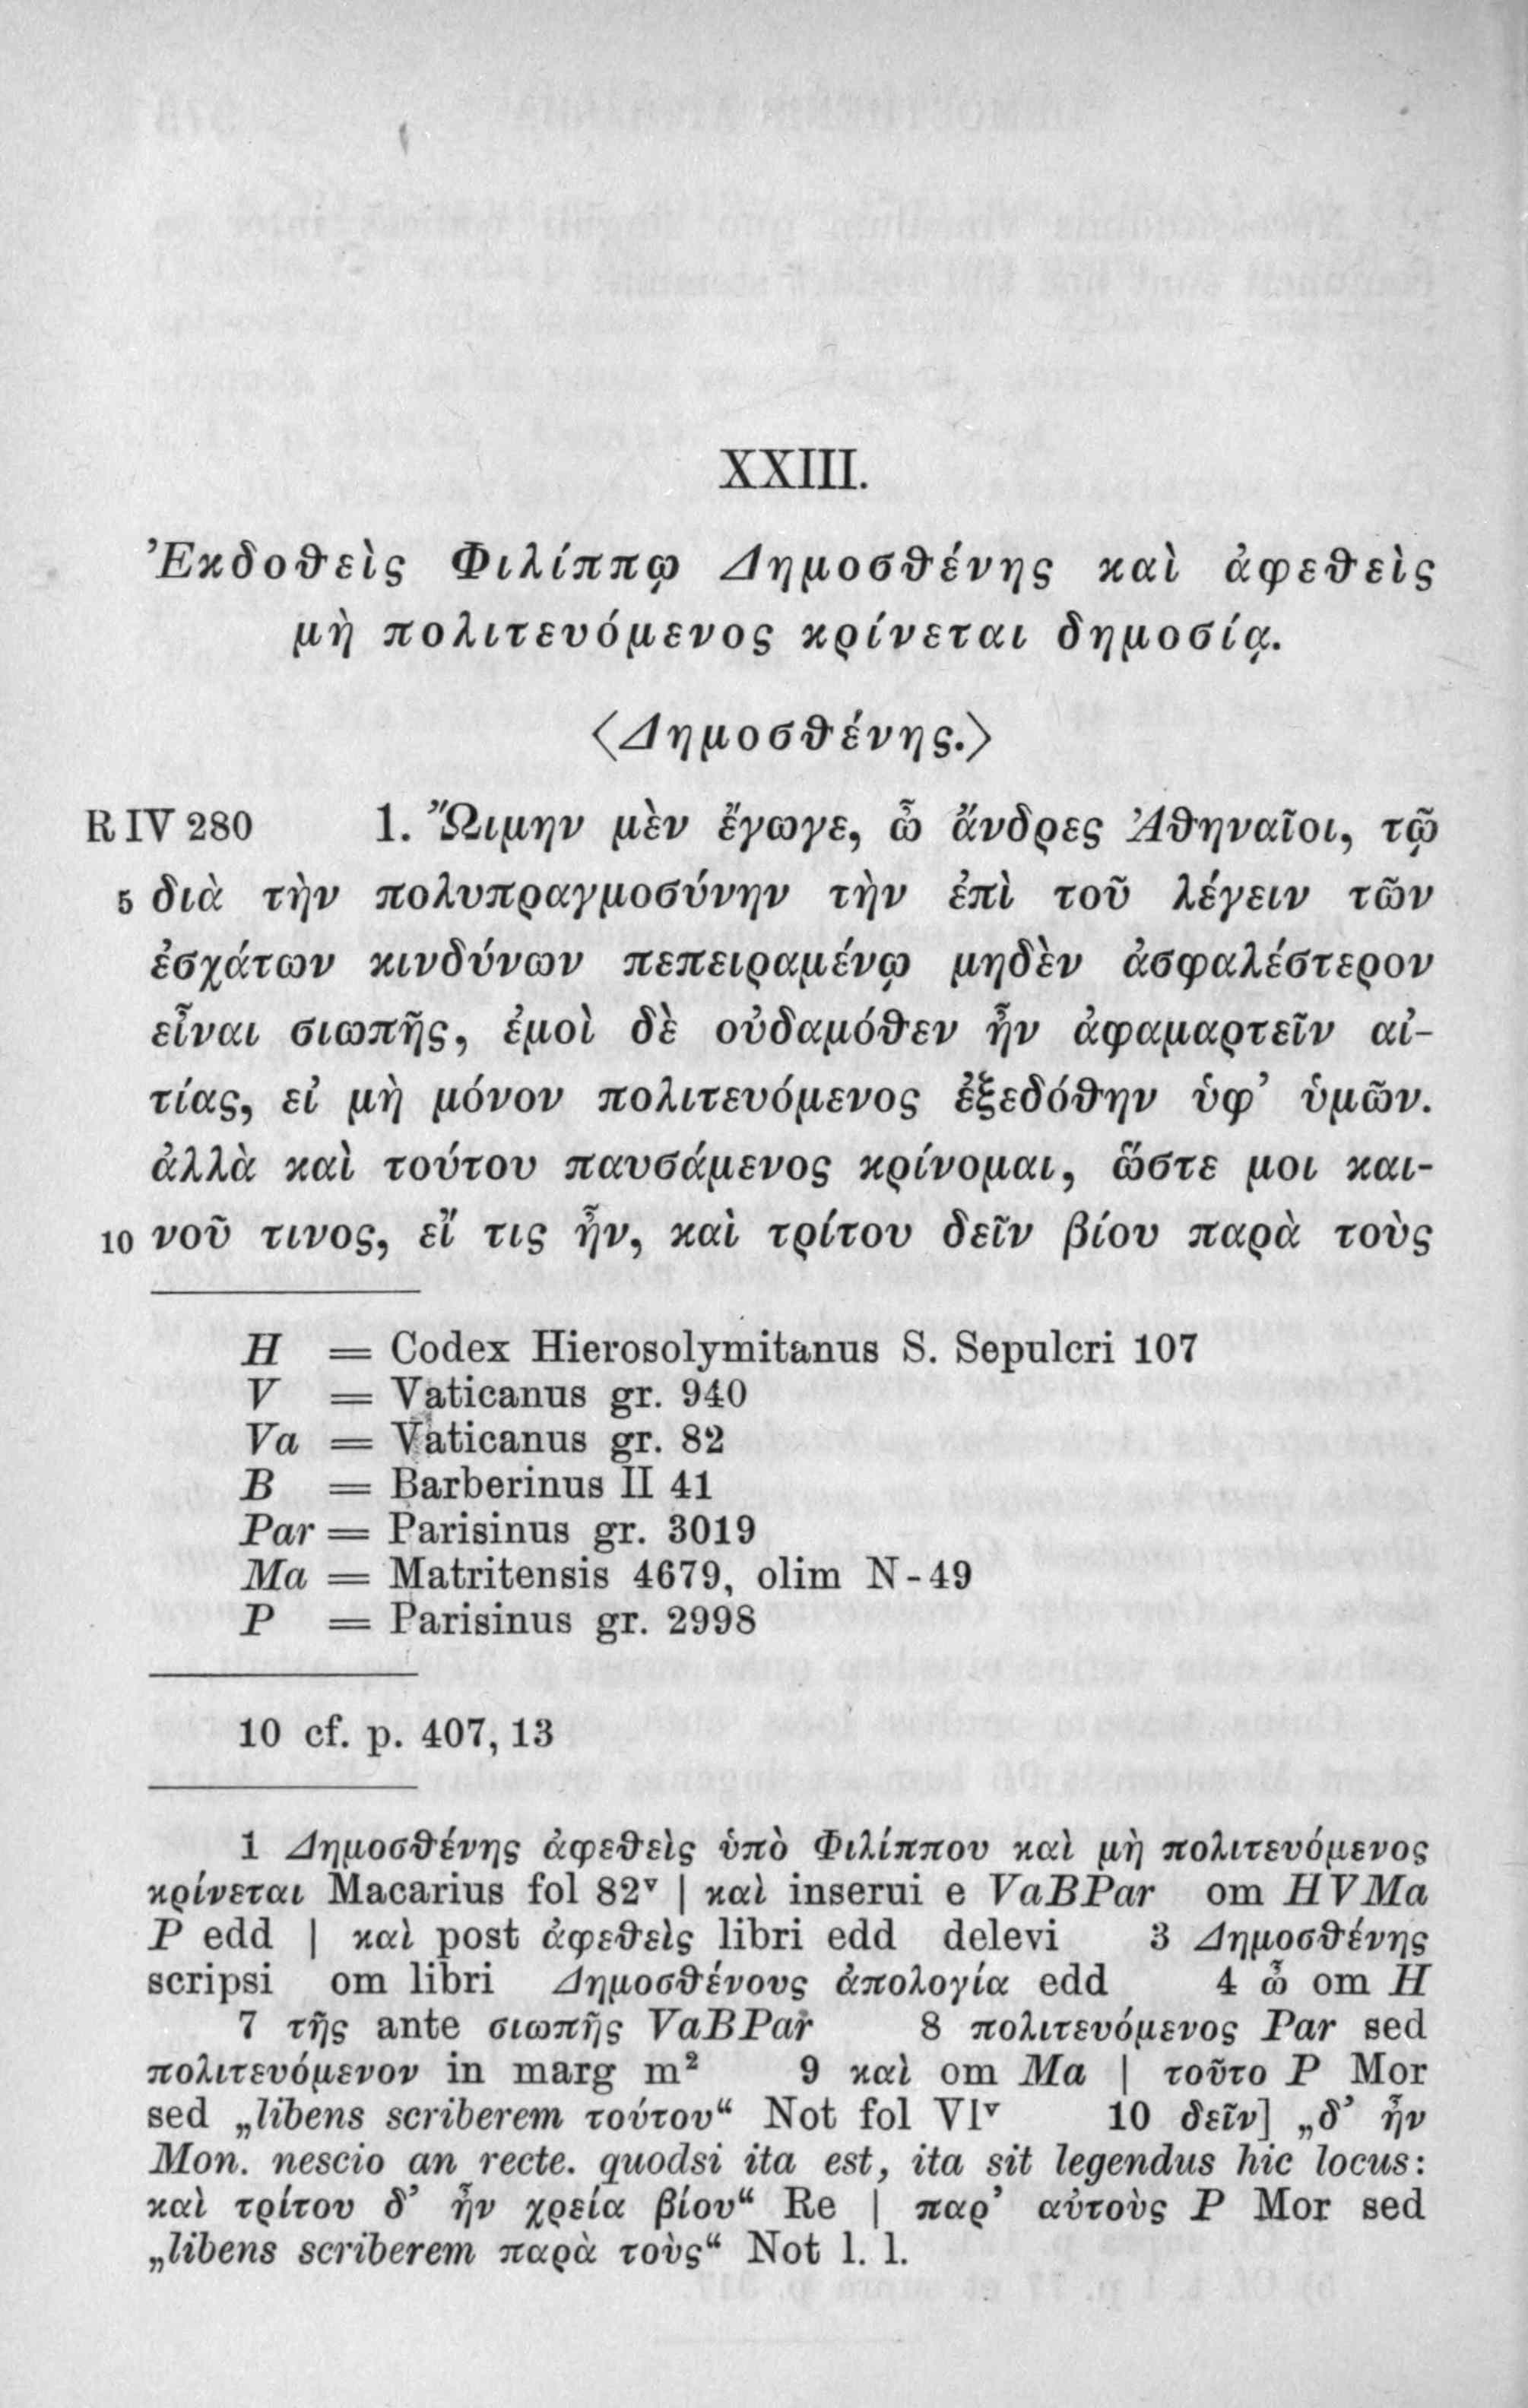 XXIII.
Ἐκδοθεὶς Φιλίππῳ Δημοσθένης καὶ ἀφεθεὶς
μὴ πολιτευόμενος κρίνεται δημοσίᾳ.
⟨Δημοσθένης.⟩
R IV 280 1. Ὤιμην μὲν ἔγωγε, ὦ ἄνδρες Ἀθηναῖοι, τῷ
5 διὰ τὴν πολυπραγμοσύνην τὴν ἐπὶ τοῦ λέγειν τῶν
ἐσχάτων κινδύνων πεπειραμένῳ μηδὲν ἀσφαλέστερον
εἶναι σιωπῆς, ἐμοὶ δὲ οὐδαμόθεν ἦν ἀφαμαρτεῖν αἰ-
τίας, εἰ μὴ μόνον πολιτευόμενος ἐξεδόθην ὑφ’ ὑμῶν.
ἀλλὰ καὶ τούτου παυσάμενος κρίνομαι, ὥστε μοι και-
10 νοῦ τινος, εἴ τις ἦν, καὶ τρίτου δεῖν βίου παρὰ τοὺς
H = Codex Hierosolymitanus S. Sepulcri 107
V = Vaticanus gr. 940
Va = Vaticanus gr. 82
B = Barberinus II 41
Par = Parisinus gr. 3019
Ma = Matritensis 4679, olim N-49
P = Parisinus gr. 2998
10 cf. p. 407, 13
1 Δημοσθένης ἀφεθεὶς ὑπὸ Φιλίππου καὶ μὴ πολιτευόμενος
κρίνεται Macarius fol 82ᵛ | καὶ inserui e VaBPar om HVMa
P edd | καὶ post ἀφεθεὶς libri edd delevi 3 Δημοσθένης
scripsi om libri Δημοσθένους ἀπολογία edd 4 ὦ om H
7 τῆς ante σιωπῆς VaBPar 8 πολιτευόμενος Par sed
πολιτευόμενον in marg m² 9 καὶ om Ma | τοῦτο P Mor
sed „libens scriberem τούτου“ Not fol VIᵛ 10 δεῖν] „δ’ ἦν
Mon. nescio an recte. quodsi ita est, ita sit legendus hic locus:
καὶ τρίτου δ’ ἦν χρεία βίου“ Re | παρ’ αὐτοὺς P Mor sed
„libens scriberem παρὰ τοὺς“ Not l. l.